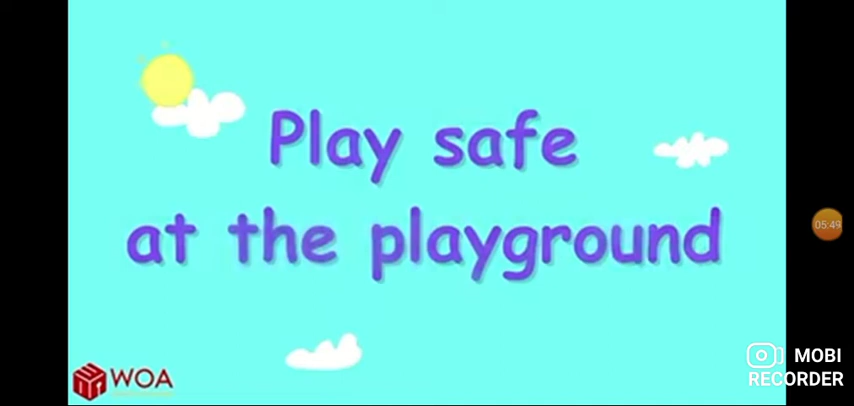 Play safe
at the playground
05:49
WOA
MOBI
RECORDER